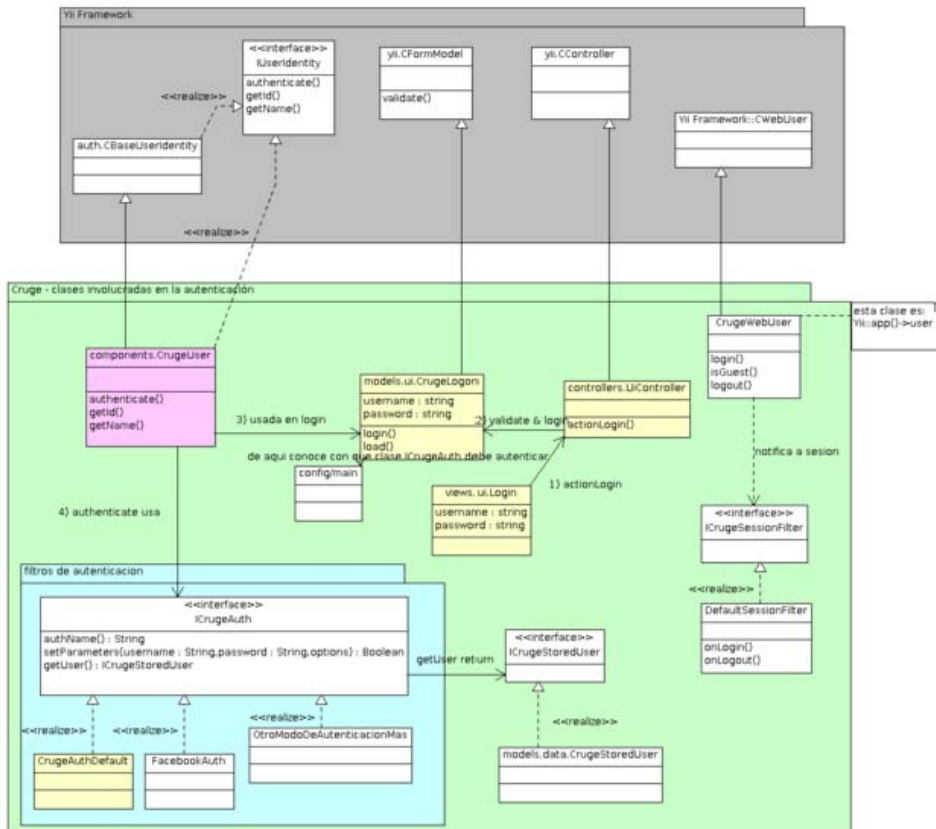 Yii Framework
<<interface>>
IUserIdentity
authenticate()
getId()
getName()
yii.CFormModel
validate()
yii.CController
Yii Framework::CWebUser
<<realize>>
auth.CBaseUserIdentity
<<realize>>
Cruge - clases involucradas en la autenticación
esta clase es:
Yii::app()->user
CrugeWebUser
login()
isGuest()
logout()
components.CrugeUser
authenticate()
getId()
getName()
models.ui.CrugeLogon
username : string
password : string
login()
load()
controllers.UiController
actionLogin()
3) usada en login
2) validate & login
de aqui conoce con que clase ICrugeAuth debe autenticar
config/main
views. ui.Login
username : string
password : string
1) actionLogin
notifica a sesion
4) authenticate usa
<<interface>>
ICrugeSessionFilter
<<realize>>
DefaultSessionFilter
onLogin()
onLogout()
filtros de autenticacion
<<interface>>
ICrugeAuth
authName() : String
setParameters(username : String,password : String,options) : Boolean
getUser() : ICrugeStoredUser
getUser return
<<interface>>
ICrugeStoredUser
<<realize>>
<<realize>>
<<realize>>
<<realize>>
CrugeAuthDefault
FacebookAuth
OtroModoDeAutenticacionMas
models.data.CrugeStoredUser